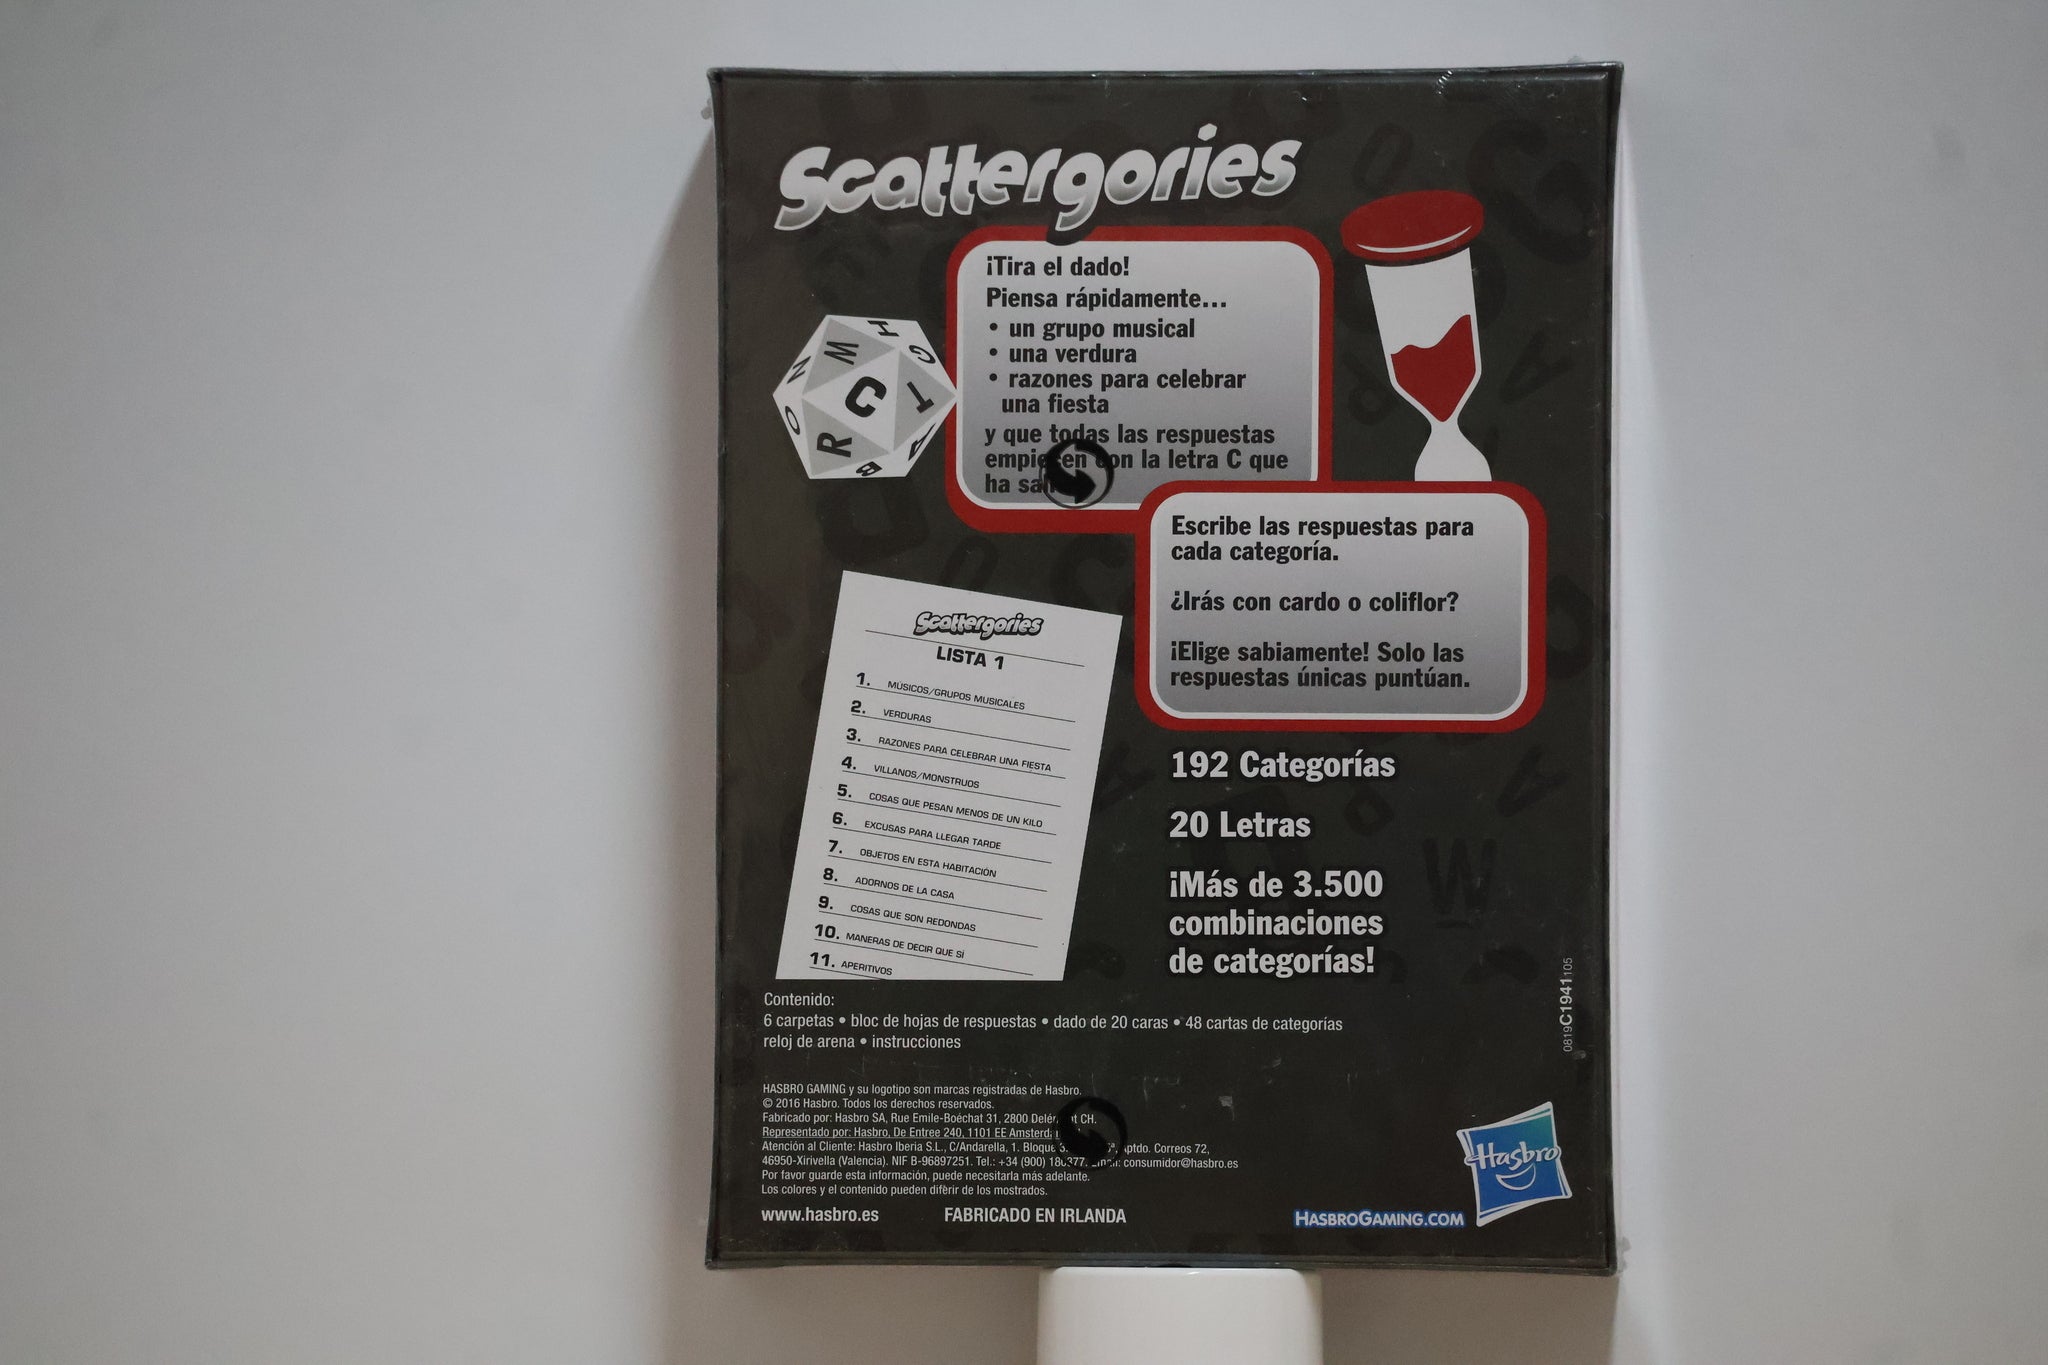 Scattergories
¡Tira el dado!
Piensa rápidamente...
• un grupo musical
• una verdura
• razones para celebrar
una fiesta
y que todas las respuestas
con la letra C que
ha
H
W
G
N
C
T
O
R
A
B
Escribe las respuestas para
cada categoría.
¿Irás con cardo o coliflor?
¡Elige sabiamente! Solo las
respuestas únicas puntúan.
Scattergories
LISTA 1
1. MÚSICOS/GRUPOS MUSICALES
2. VERDURAS
3. RAZONES PARA CELEBRAR UNA FIESTA
4. VILLANOS/MONSTRUOS
5. COSAS QUE PESAN MENOS DE UN KILO
6. EXCUSAS PARA LLEGAR TARDE
7. OBJETOS EN ESTA HABITACIÓN
8. ADORNOS DE LA CASA
9. COSAS QUE SON REDONDAS
10. MANERAS DE DECIR QUE SÍ
11. APERITIVOS
192 Categorías
20 Letras
¡Más de 3.500
combinaciones
de categorías!
0819C1941105
Contenido:
6 carpetas • bloc de hojas de respuestas • dado de 20 caras • 48 cartas de categorías
reloj de arena • instrucciones
HASBRO GAMING y su logotipo son marcas registradas de Hasbro.
© 2016 Hasbro. Todos los derechos reservados.
Fabricado por: Hasbro SA, Rue Emile-Boéchat 31, 2800 CH.
Representado por: Hasbro, De Entree 240, 1101 EE
Atención al Cliente: Hasbro Iberia S.L., C/Andarella, 1. Bloque Aptdo. Correos 72,
46950-Xirivella (Valencia). NIF B-96897251. Tel.: +34 (900) consumidor@hasbro.es
Por favor guarde esta información, puede necesitarla más adelante.
Los colores y el contenido pueden diferir de los mostrados.
www.hasbro.es FABRICADO EN IRLANDA
HASBROGAMING.COM
Hasbro